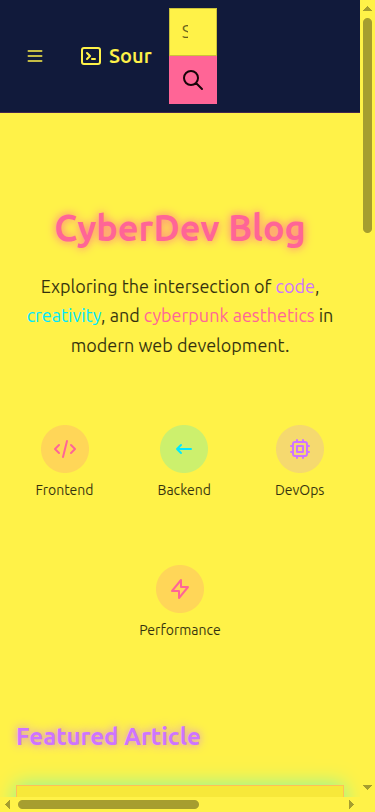 Sour
S
CyberDev Blog
Exploring the intersection of code,
creativity, and cyberpunk aesthetics in
modern web development.
Frontend
Backend
DevOps
Performance
Featured Article